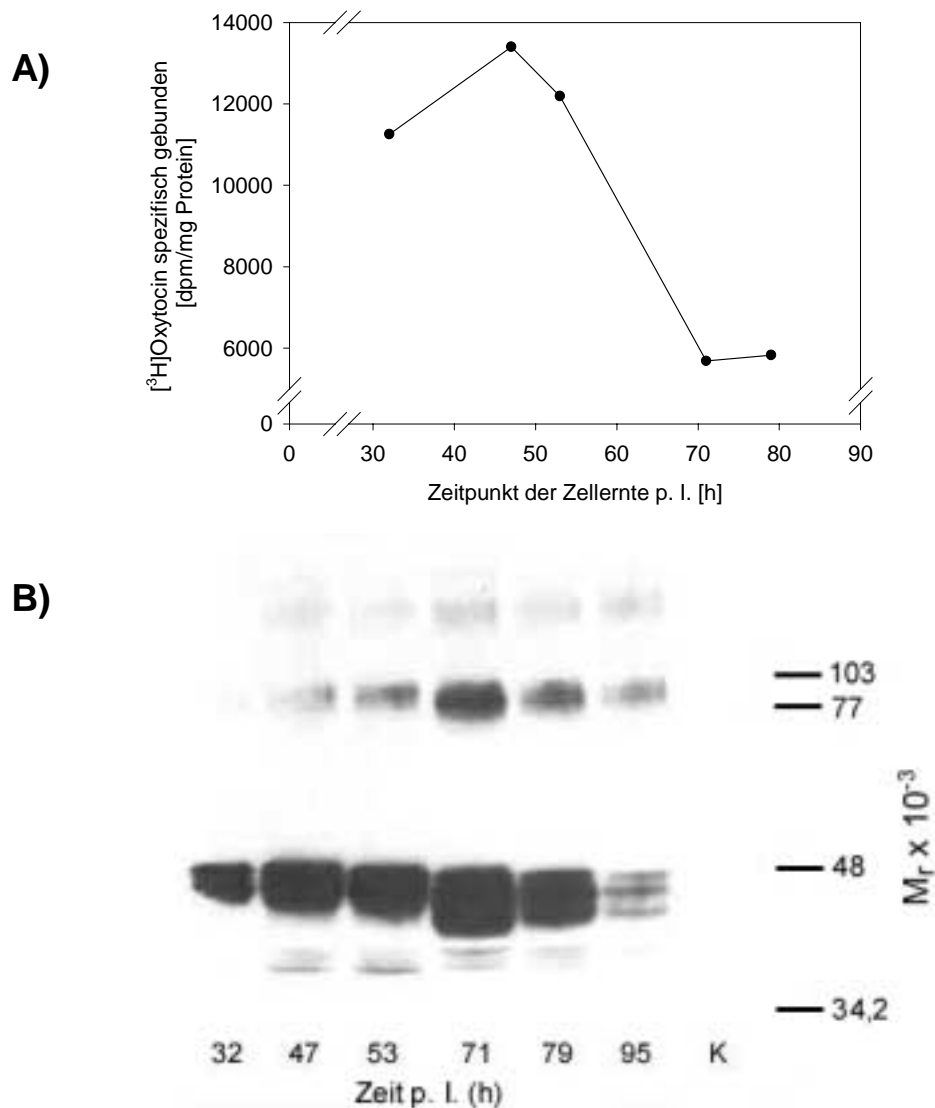 A)
[³H]Oxytocin spezifisch gebunden
[dpm/mg Protein]
14000
12000
10000
8000
6000
0
0 30 40 50 60 70 80 90
Zeitpunkt der Zellernte p. I. [h]
B)
103
77
48
34,2
Mr x 10⁻³
32 47 53 71 79 95 K
Zeit p. I. (h)